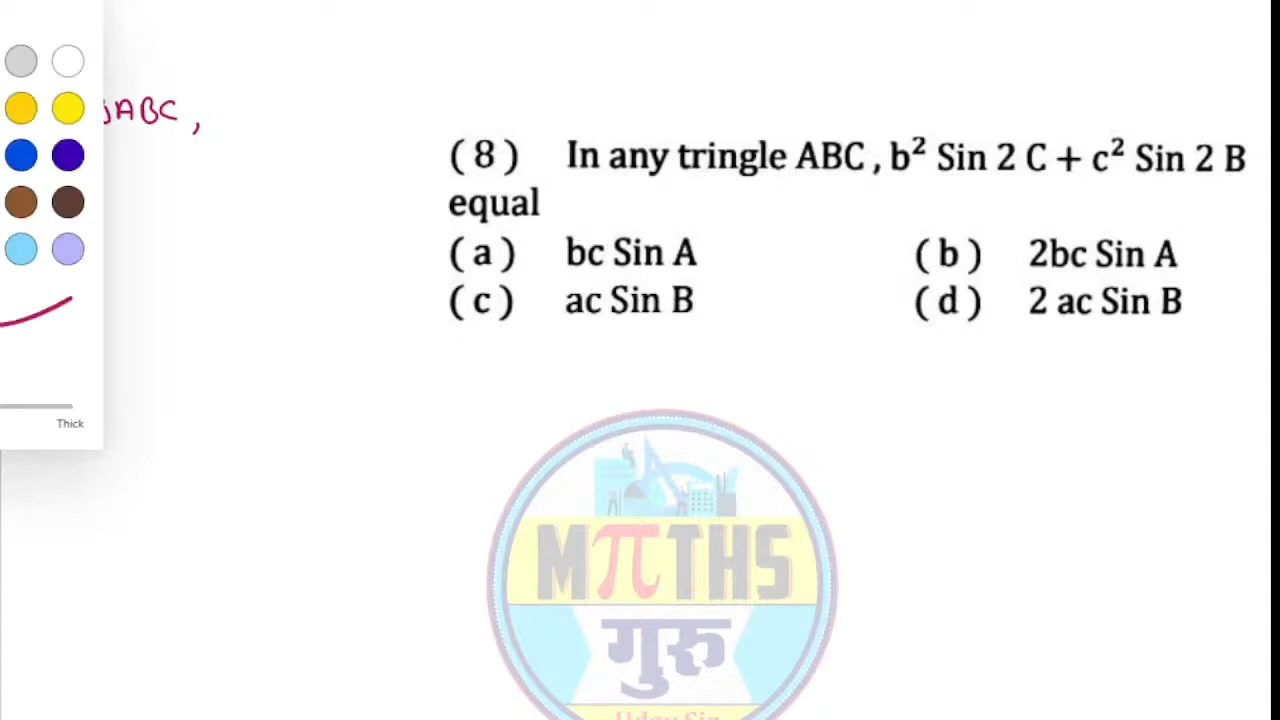 ABC ,
( 8 ) In any tringle ABC , b² Sin 2 C + c² Sin 2 B
equal
( a ) bc Sin A ( b ) 2bc Sin A
( c ) ac Sin B ( d ) 2 ac Sin B
Thick
MπTHS
गुरु